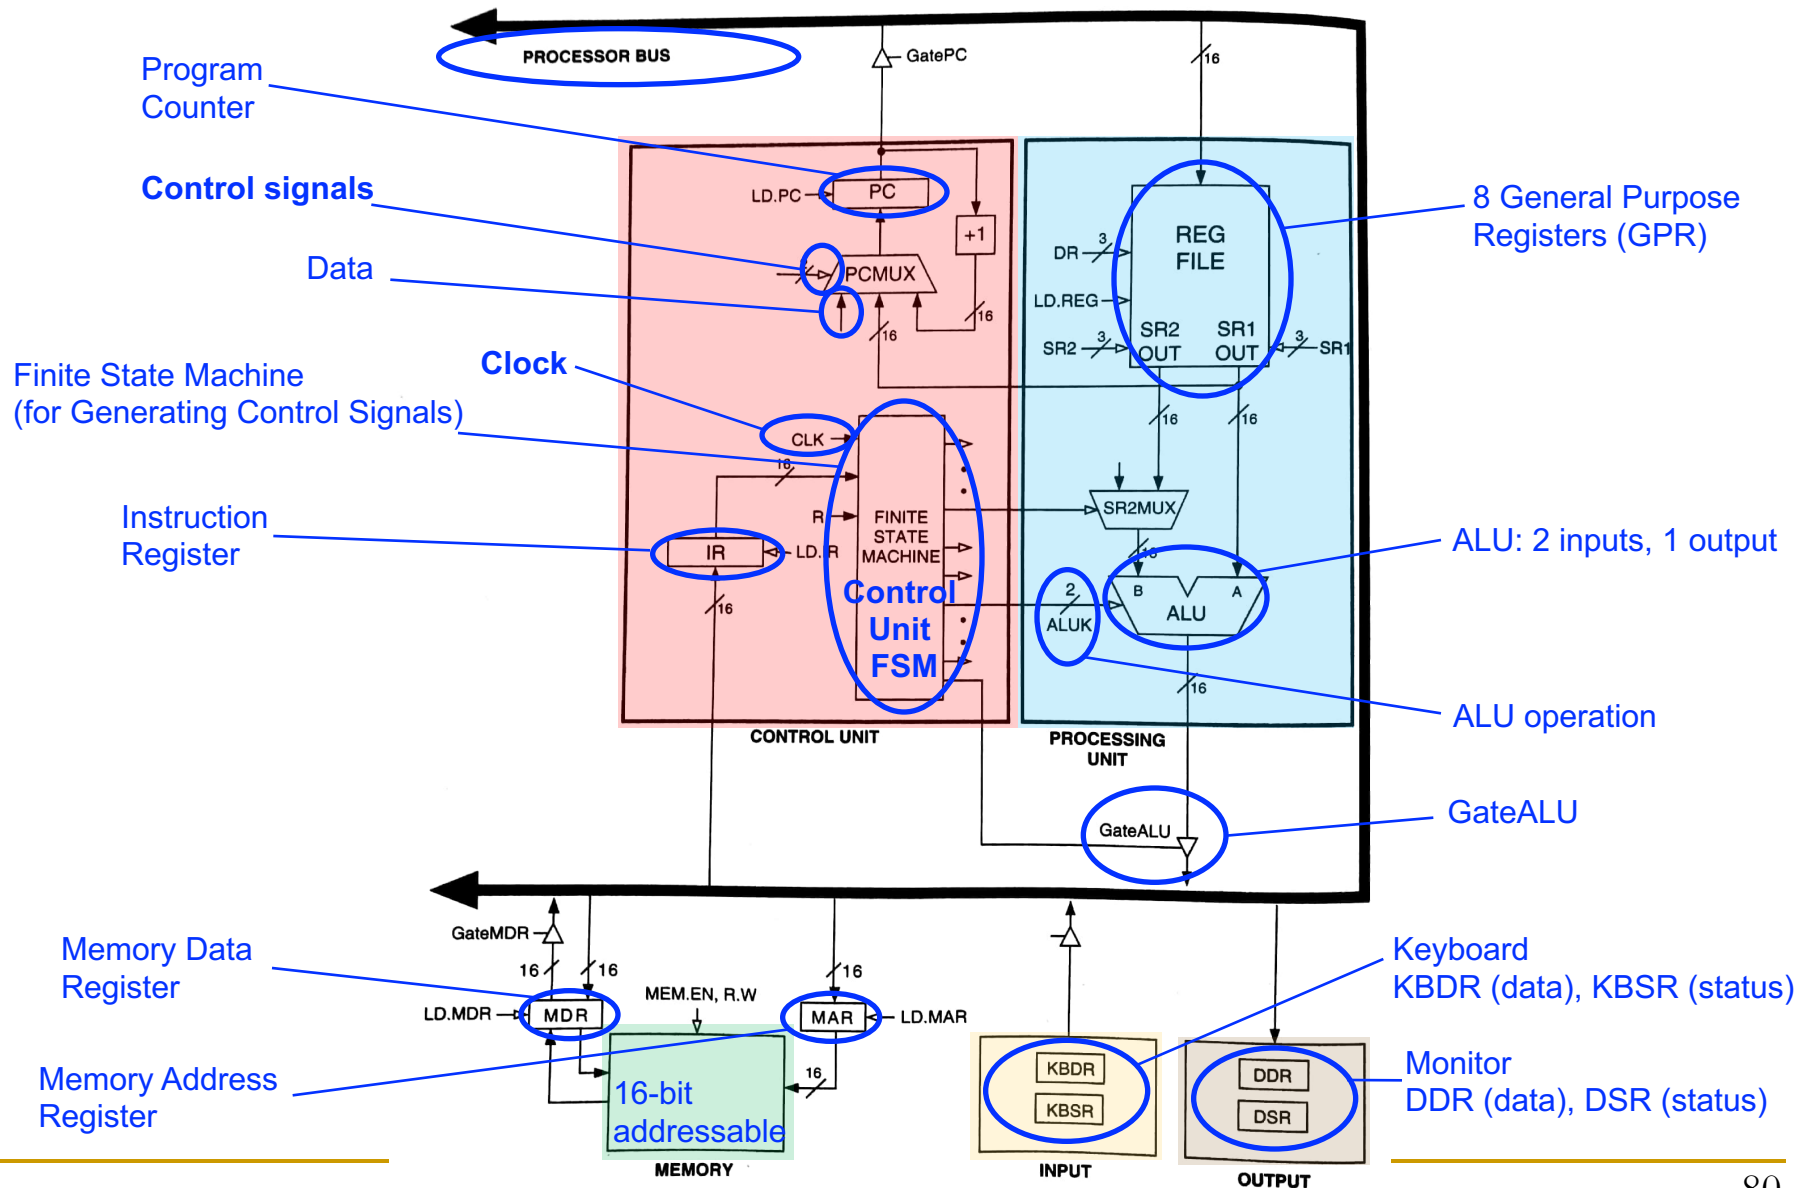 PROCESSOR BUS
GatePC
16
Program
Counter
Control signals
LD.PC
PC
+1
8 General Purpose
Registers (GPR)
REG
FILE
DR
3
Data
PCMUX
LD.REG
16
16
SR2
OUT
SR1
OUT
SR2
3
3
SR1
Clock
Finite State Machine
(for Generating Control Signals)
CLK
16
16
16
Instruction
Register
SR2MUX
R
FINITE
STATE
MACHINE
IR
LD.IR
16
ALU: 2 inputs, 1 output
Control
Unit
FSM
16
2
ALUK
B
A
ALU
16
ALU operation
CONTROL UNIT
PROCESSING
UNIT
GateALU
GateALU
GateMDR
Memory Data
Register
16
16
16
Keyboard
KBDR (data), KBSR (status)
MEM.EN, R.W
LD.MDR
MDR
MAR
LD.MAR
Memory Address
Register
16
16-bit
addressable
KBDR
KBSR
DDR
DSR
Monitor
DDR (data), DSR (status)
MEMORY
INPUT
OUTPUT